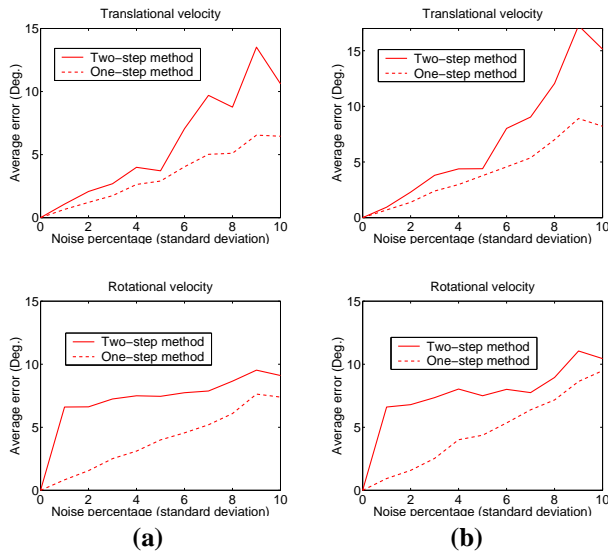 Translational velocity
15
10
5
0
Average error (Deg.)
Two-step method
One-step method
0 2 4 6 8 10
Noise percentage (standard deviation)
Translational velocity
15
10
5
0
Average error (Deg.)
Two-step method
One-step method
0 2 4 6 8 10
Noise percentage (standard deviation)
Rotational velocity
15
10
5
0
Average error (Deg.)
Two-step method
One-step method
0 2 4 6 8 10
Noise percentage (standard deviation)
(a)
Rotational velocity
15
10
5
0
Average error (Deg.)
Two-step method
One-step method
0 2 4 6 8 10
Noise percentage (standard deviation)
(b)